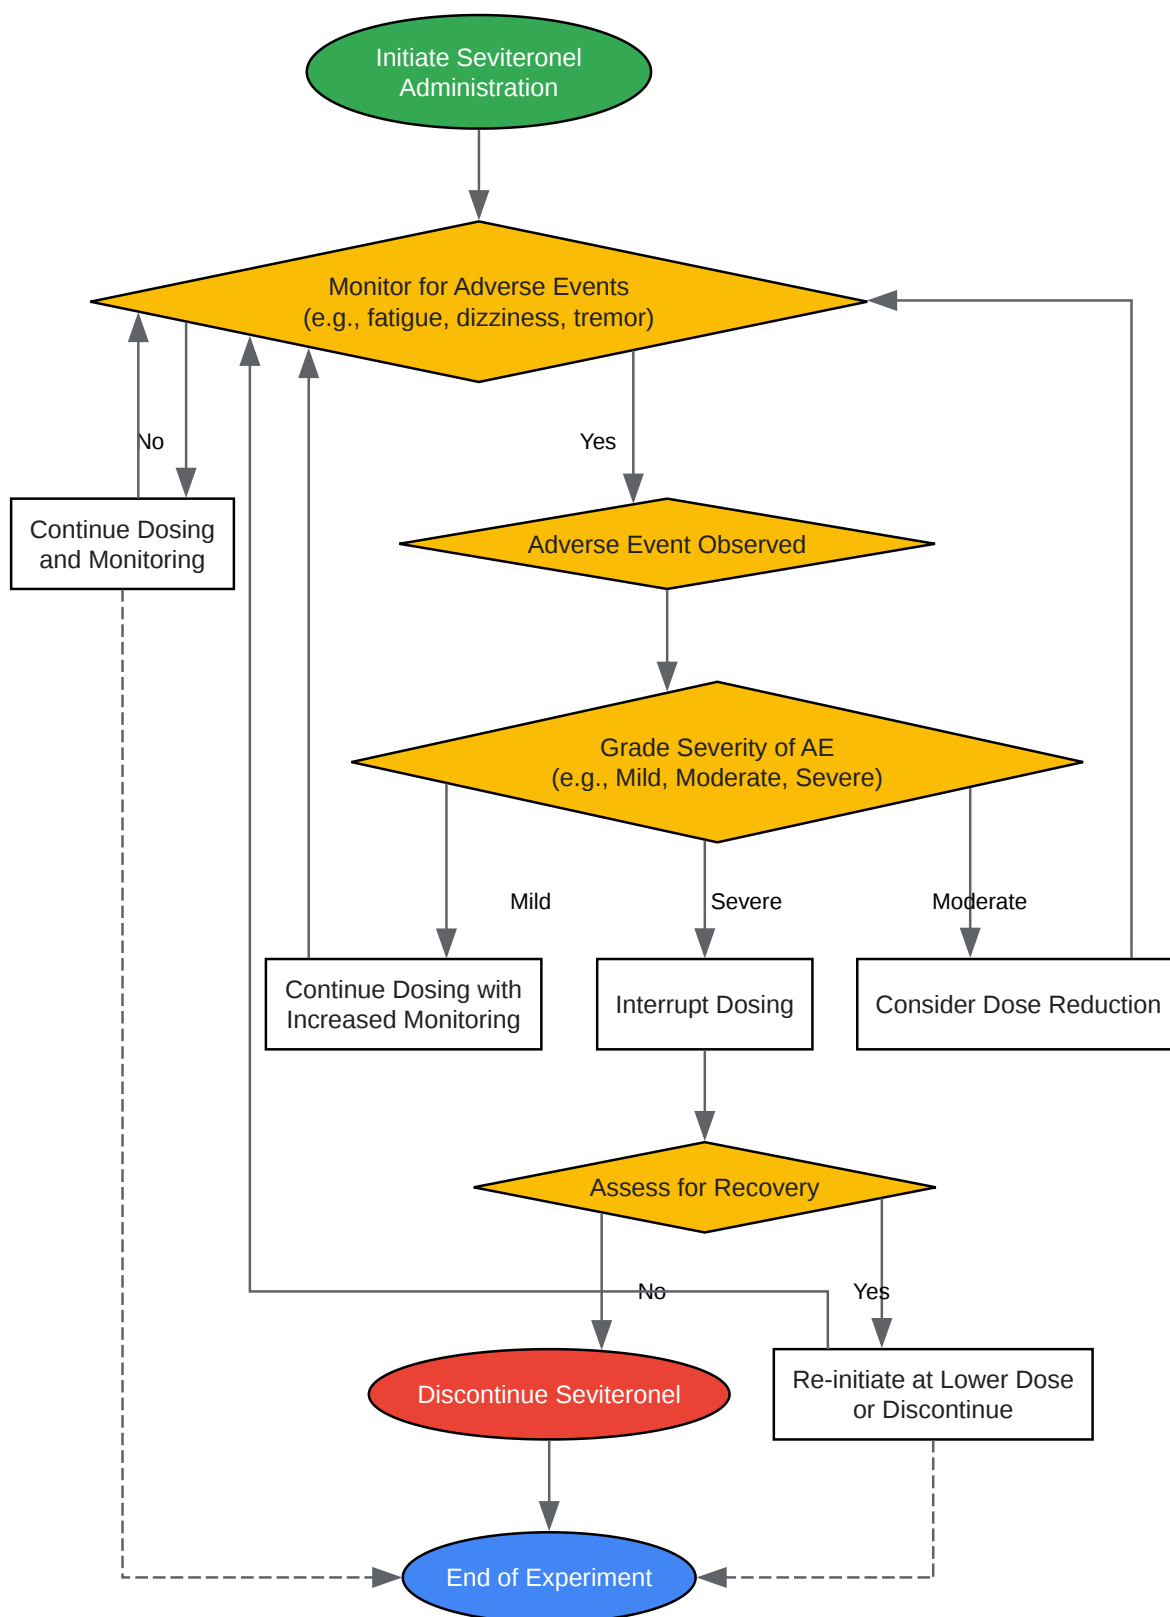 Initiate Seviteronel
Administration
Monitor for Adverse Events
(e.g., fatigue, dizziness, tremor)
No
Yes
Continue Dosing
and Monitoring
Adverse Event Observed
Grade Severity of AE
(e.g., Mild, Moderate, Severe)
Mild
Severe
Moderate
Continue Dosing with
Increased Monitoring
Interrupt Dosing
Consider Dose Reduction
Assess for Recovery
No
Yes
Discontinue Seviteronel
Re-initiate at Lower Dose
or Discontinue
End of Experiment